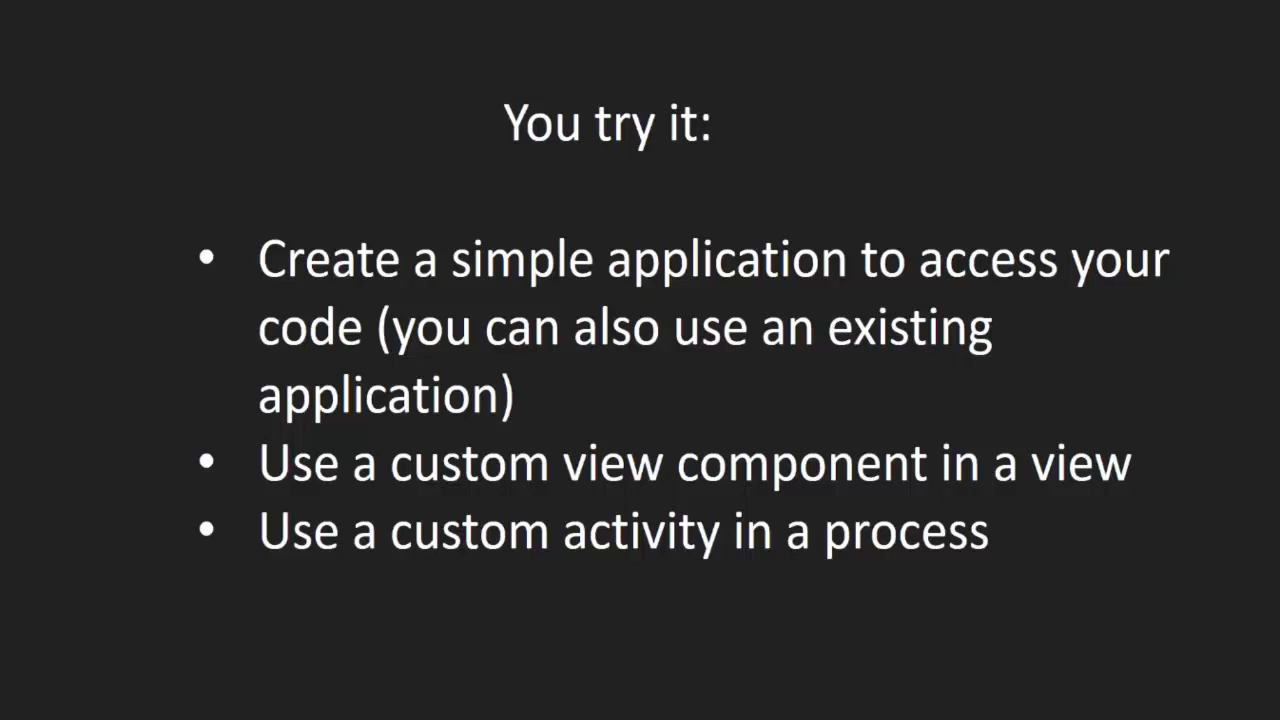 You try it:
• Create a simple application to access your
code (you can also use an existing
application)
• Use a custom view component in a view
• Use a custom activity in a process